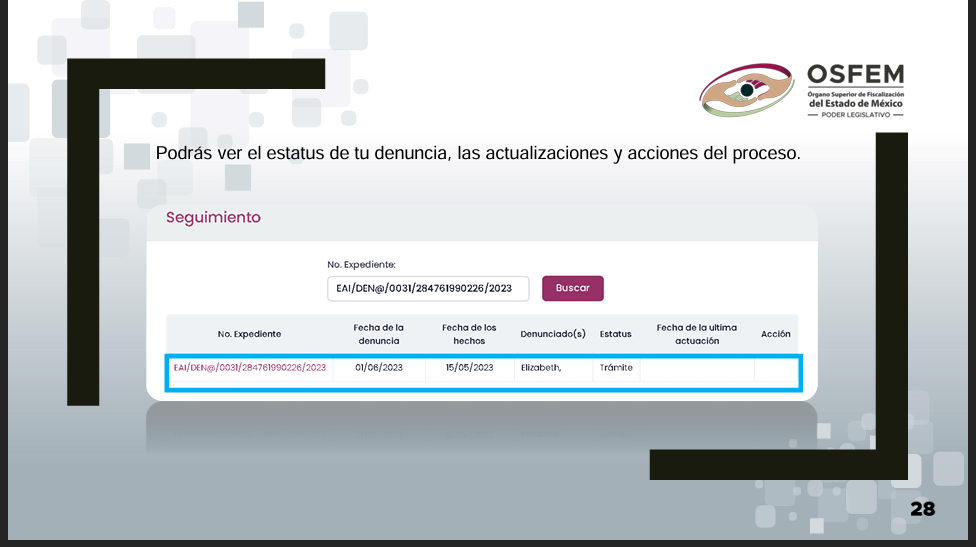 OSFEM
Órgano Superior de Fiscalización
del Estado de México
PODER LEGISLATIVO
Podrás ver el estatus de tu denuncia, las actualizaciones y acciones del proceso.
Seguimiento
No. Expediente:
EAI/DEN@/0031/284761990226/2023 Buscar
No. Expediente Fecha de la denuncia Fecha de los hechos Denunciado(s) Estatus Fecha de la ultima actuación Acción
EAI/DEN@/0031/284761990226/2023 01/06/2023 15/05/2023 Elizabeth, Trámite
28